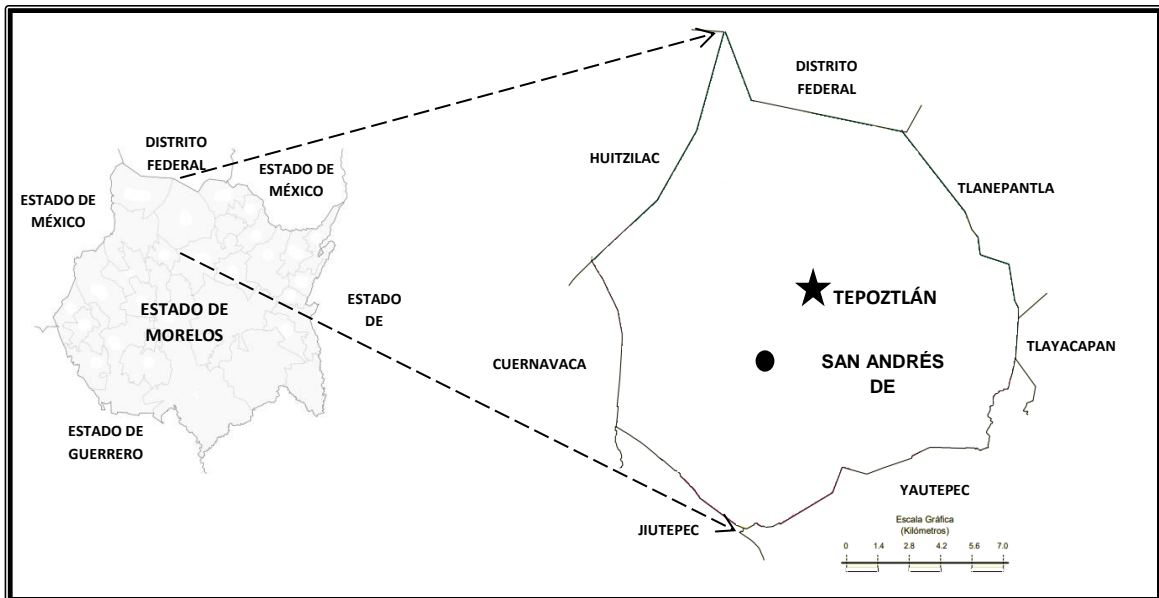 DISTRITO
FEDERAL
ESTADO DE
MÉXICO
ESTADO DE
MÉXICO
ESTADO DE
MORELOS
ESTADO
DE
ESTADO DE
GUERRERO
DISTRITO
FEDERAL
HUITZILAC
TLANEPANTLA
TEPOZTLÁN
TLAYACAPAN
CUERNAVACA
SAN ANDRÉS
DE
YAUTEPEC
JIUTEPEC
Escala Gráfica
(Kilómetros)
0 1.4 2.8 4.2 5.6 7.0